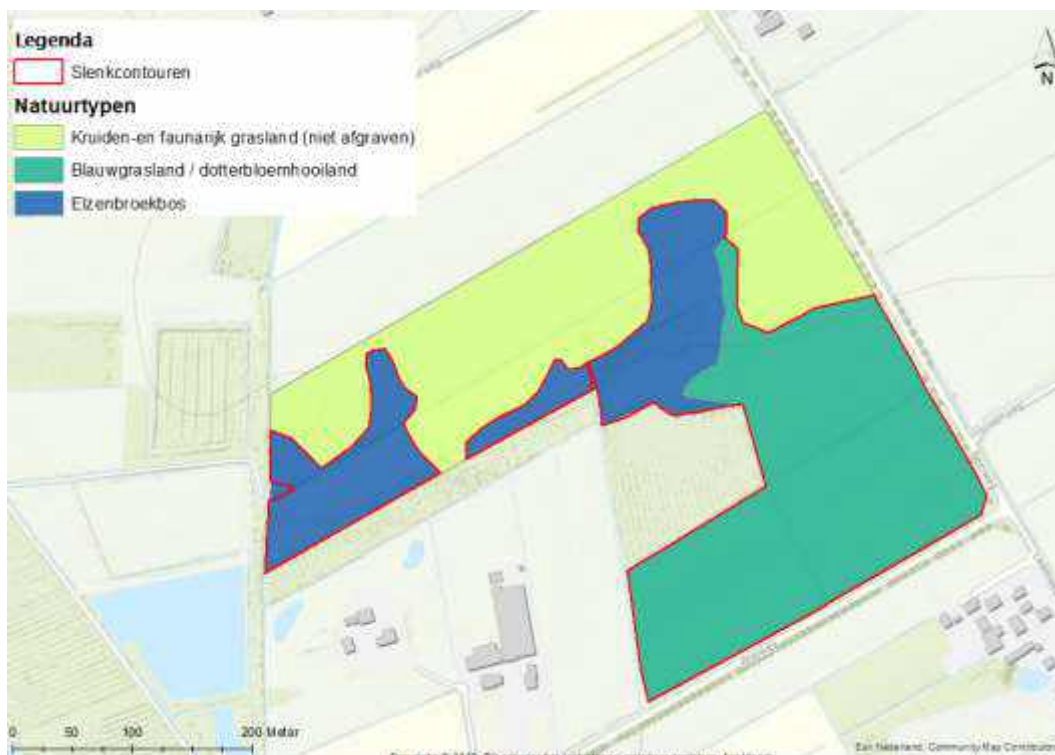 Legenda
Slenkcontouren
Natuurtypen
Kruiden-en faunarijk grasland (niet afgraven)
Blauwgrasland / dotterbloemhooiland
Elzenbroekbos
N
0 50 100 200 Meter
Esri Nederland, Community Map Contributors